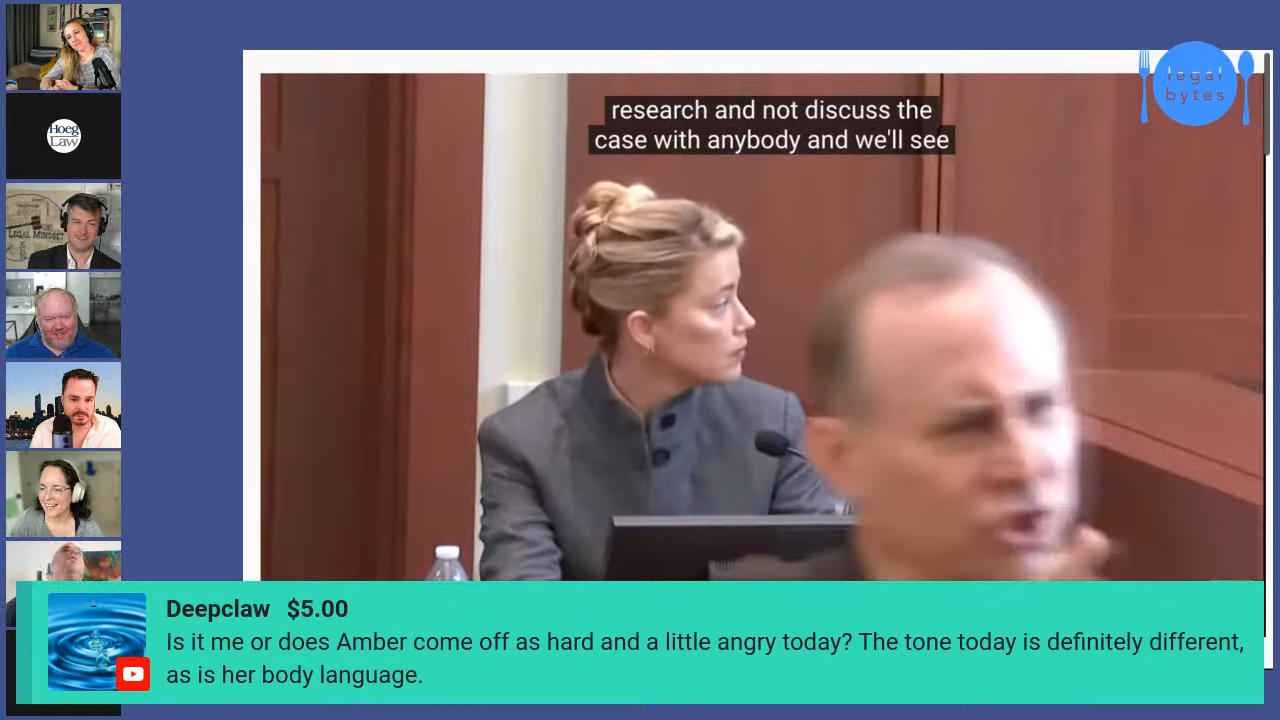 research and not discuss the
case with anybody and we'll see
legal
bytes
Hoeg
Law
LEGAL MINDSET
Deepclaw $5.00
Is it me or does Amber come off as hard and a little angry today? The tone today is definitely different,
as is her body language.